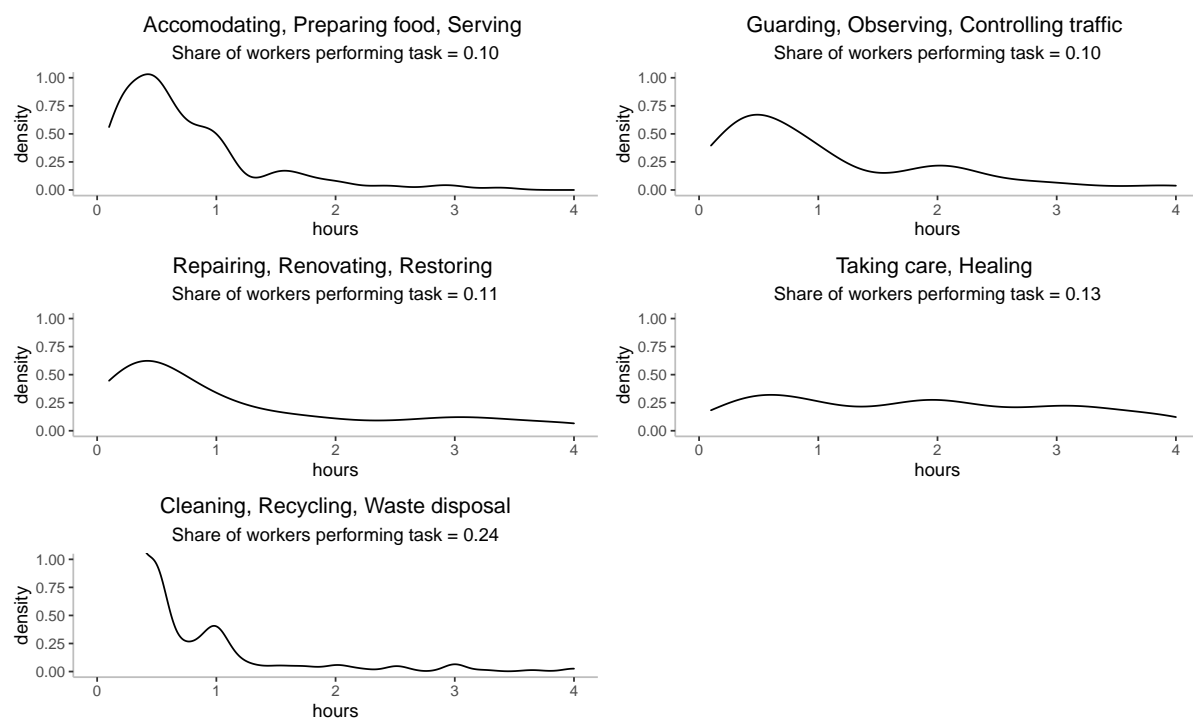 Accomodating, Preparing food, Serving
Share of workers performing task = 0.10
1.00
0.75
0.50
0.25
0.00
density
0 1 2 3 4
hours
Guarding, Observing, Controlling traffic
Share of workers performing task = 0.10
1.00
0.75
0.50
0.25
0.00
density
0 1 2 3 4
hours
Repairing, Renovating, Restoring
Share of workers performing task = 0.11
1.00
0.75
0.50
0.25
0.00
density
0 1 2 3 4
hours
Taking care, Healing
Share of workers performing task = 0.13
1.00
0.75
0.50
0.25
0.00
density
0 1 2 3 4
hours
Cleaning, Recycling, Waste disposal
Share of workers performing task = 0.24
1.00
0.75
0.50
0.25
0.00
density
0 1 2 3 4
hours